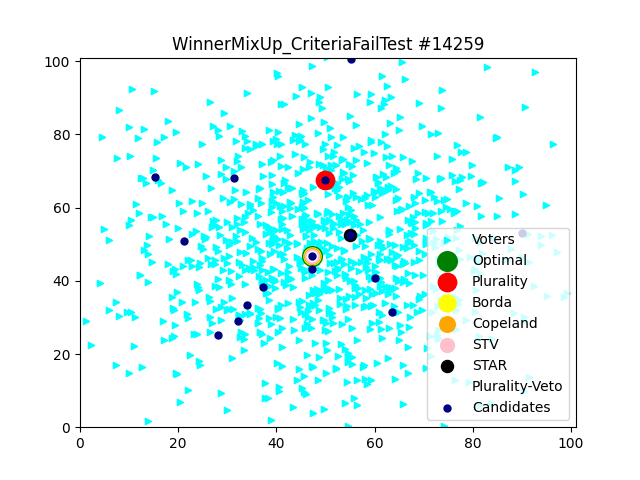 WinnerMixUp_CriteriaFailTest #14259
100
80
60
40
20
0
0
20
40
60
80
100
Voters
Optimal
Plurality
Borda
Copeland
STV
STAR
Plurality-Veto
Candidates